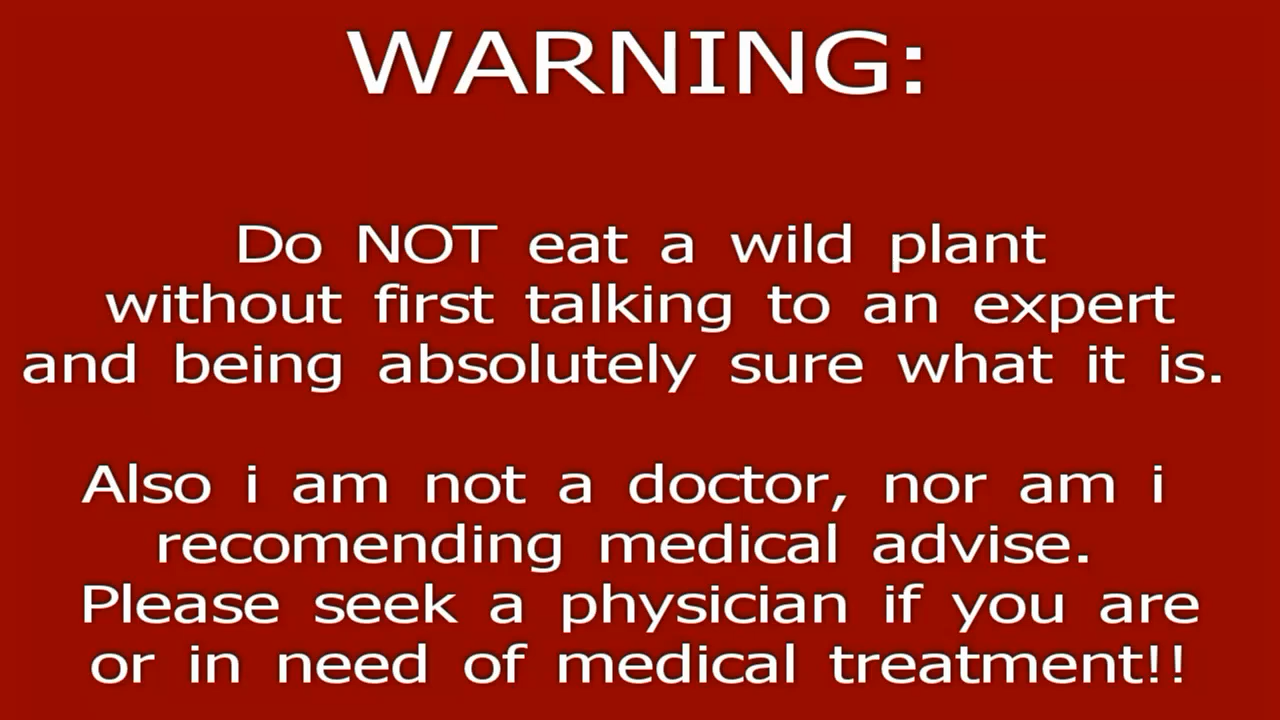 WARNING:
Do NOT eat a wild plant
without first talking to an expert
and being absolutely sure what it is.
Also i am not a doctor, nor am i
recomending medical advise.
Please seek a physician if you are
or in need of medical treatment!!